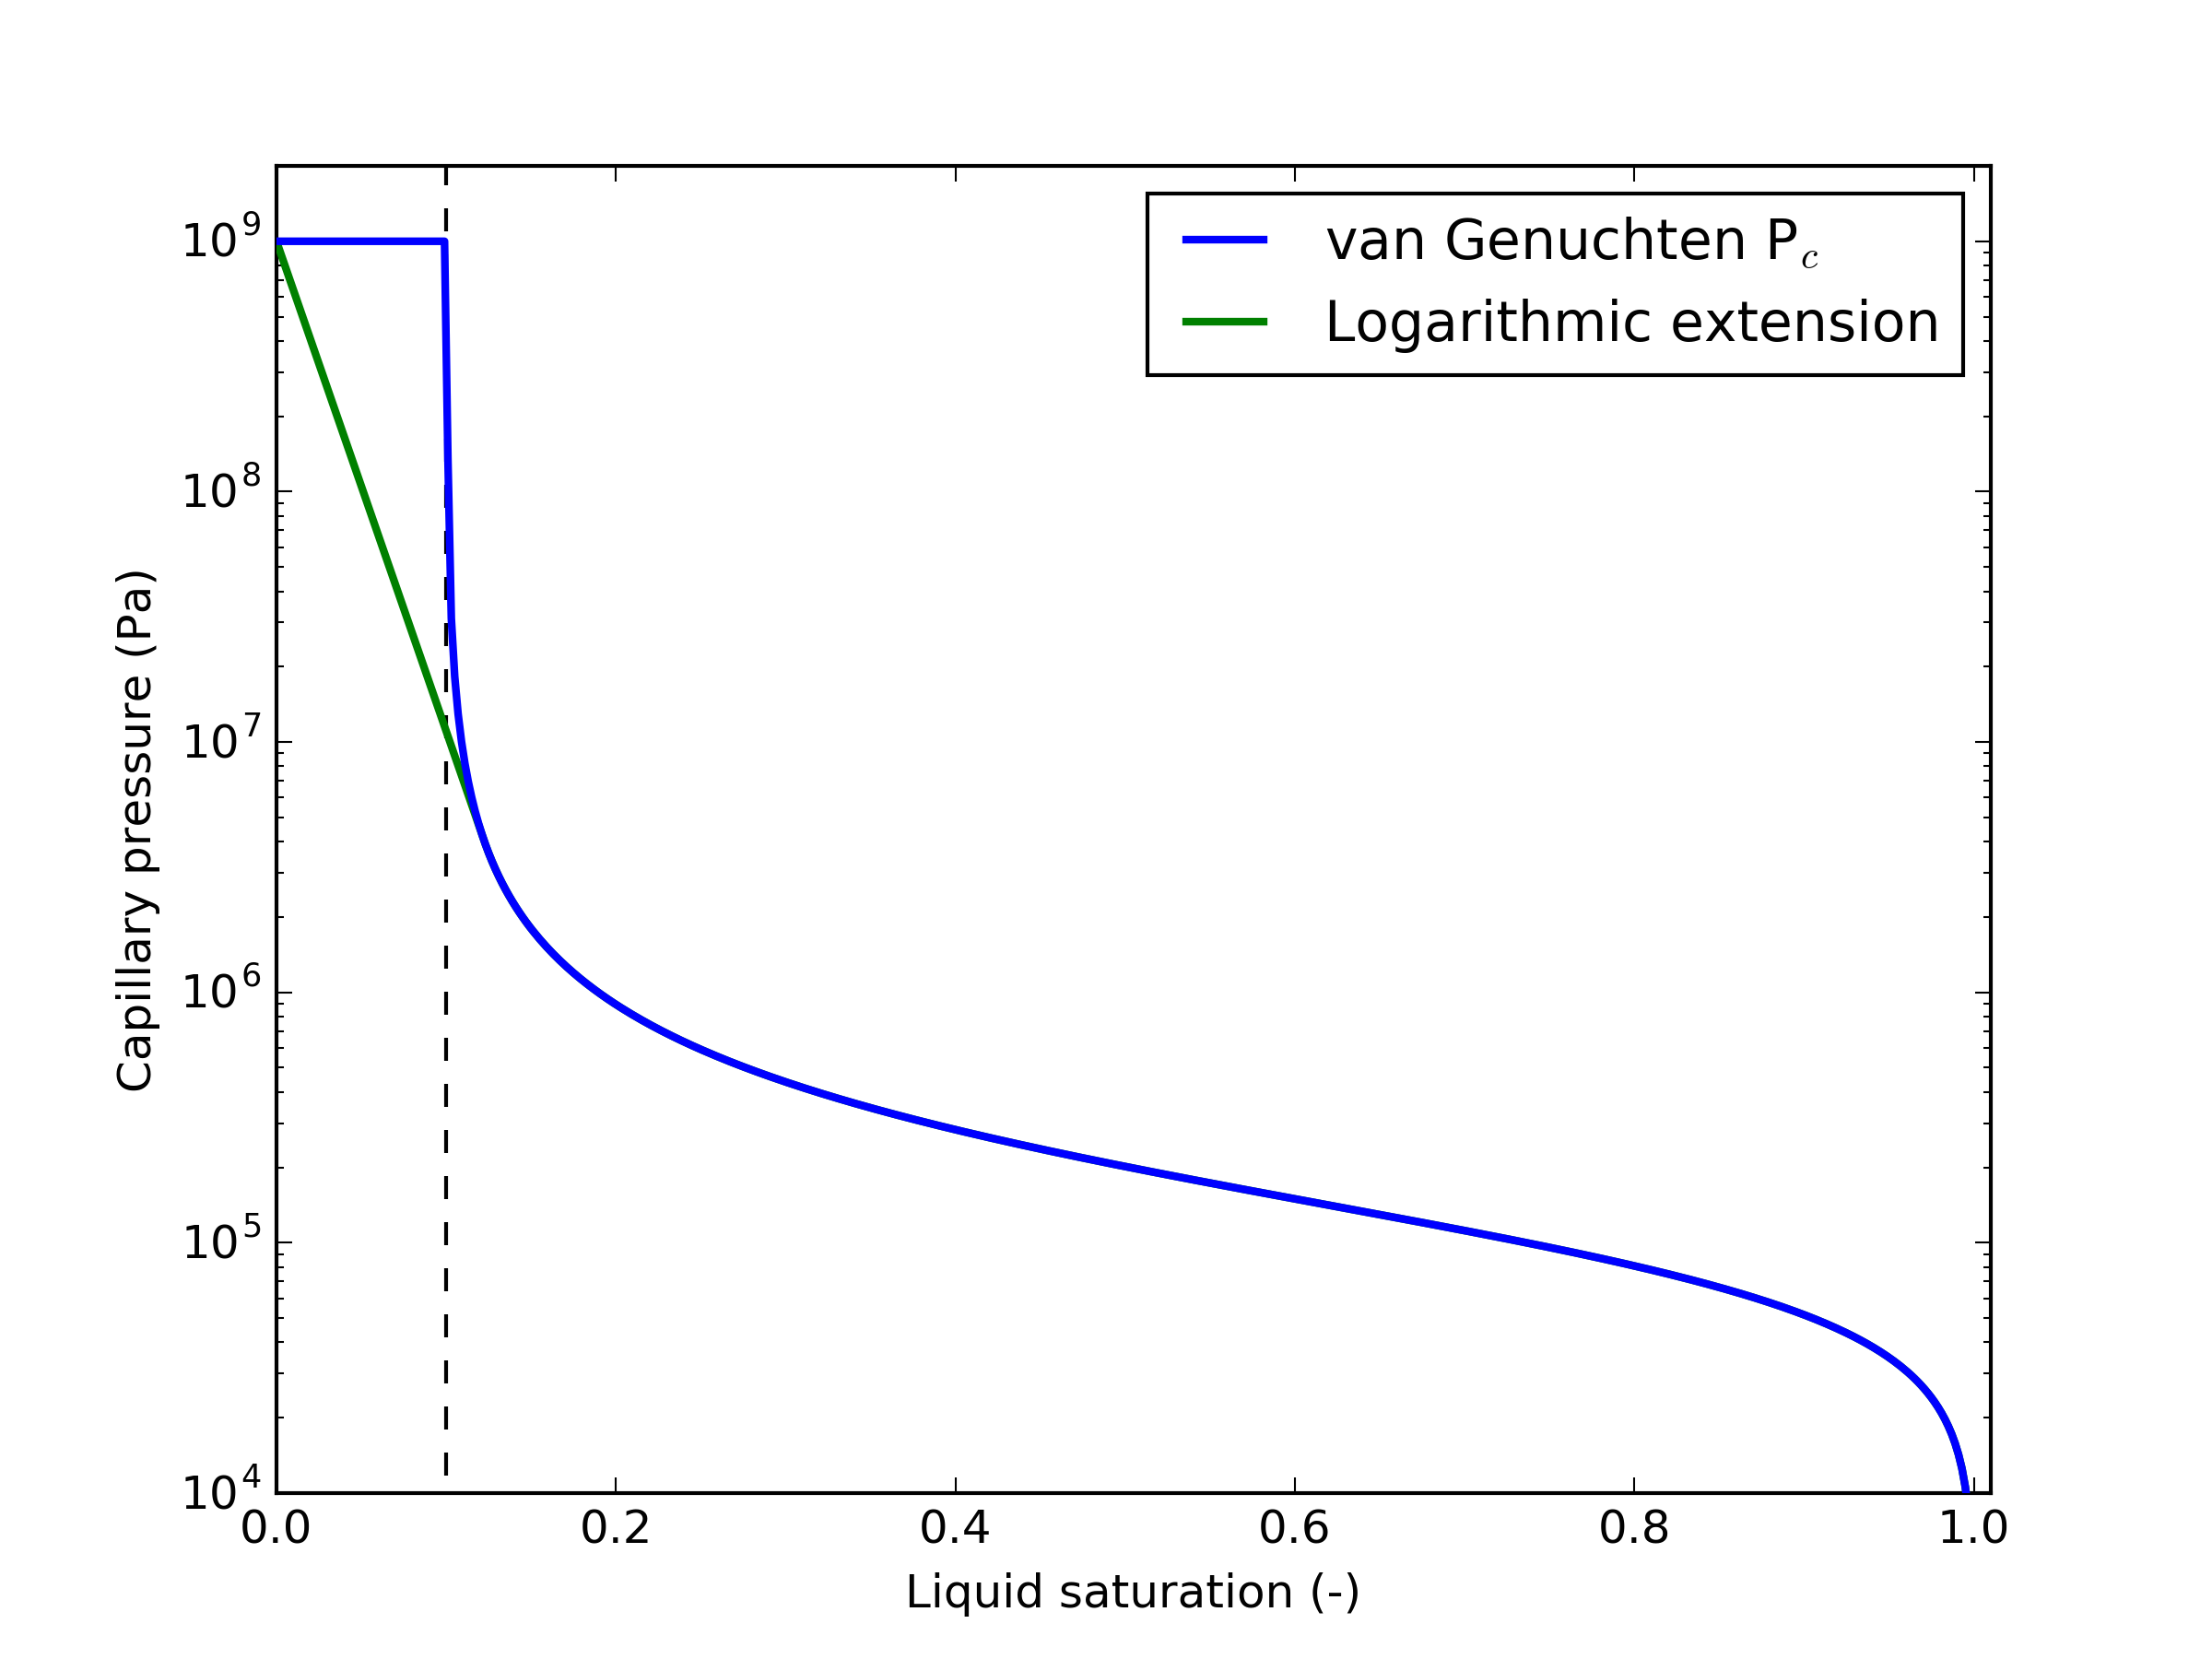 van Genuchten P_c
Logarithmic extension
Capillary pressure (Pa)
10^9
10^8
10^7
10^6
10^5
10^4
0.0 0.2 0.4 0.6 0.8 1.0
Liquid saturation (-)